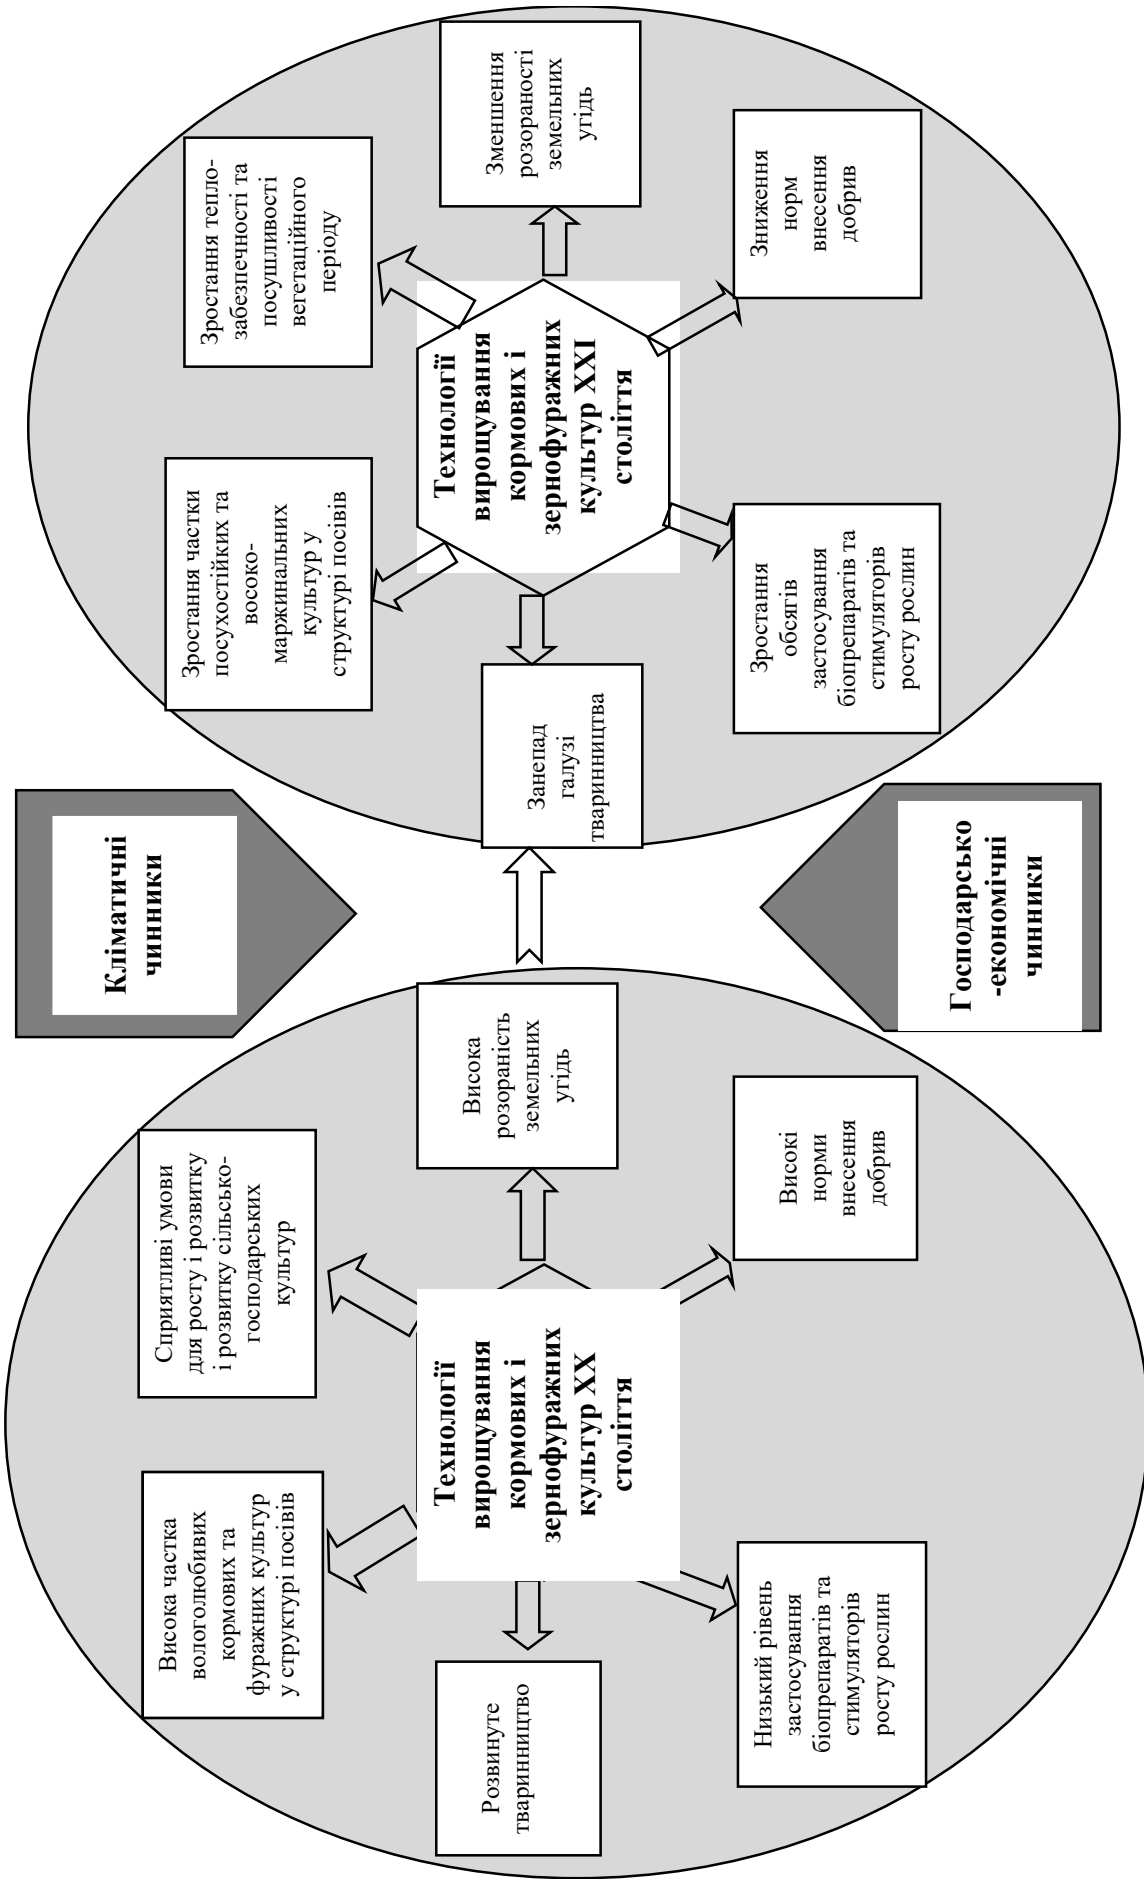 Висока частка
вологолюбивих
кормових та
фуражних культур
у структурі посівів
Сприятливі умови
для росту і розвитку
і розвитку сільсько-
господарських
культур
Розвинуте
тваринництво
Технології
вирощування
кормових і
зернофуражних
культур ХХ
століття
Висока
розораність
земельних
угідь
Низький рівень
застосування
біопрепаратів та
стимуляторів
росту рослин
Високі
норми
внесення
добрив
Кліматичні
чинники
Господарсько
-економічні
чинники
Зростання частки
посухостійких та
восоко-
маржинальних
культур у
структурі посівів
Зростання тепло-
забезпечності та
посушливості
вегетаційного
періоду
Занепад
галузі
тваринництва
Технології
вирощування
кормових і
зернофуражних
культур ХХІ
століття
Зменшення
розораності
земельних
угідь
Зростання
обсягів
застосування
біопрепаратів та
стимуляторів
росту рослин
Зниження
норм
внесення
добрив